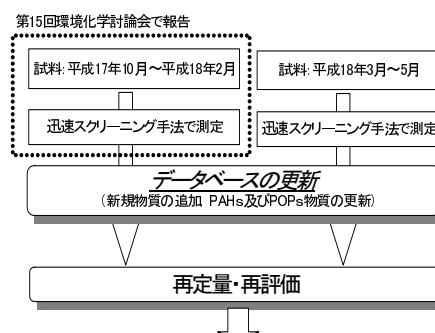 第15回環境化学討論会で報告
試料:平成17年10月～平成18年2月
試料:平成18年3月～5月
迅速スクリーニング手法で測定
迅速スクリーニング手法で測定
データベースの更新
(新規物質の追加 PAHs及びPOPs物質の更新)
再定量・再評価